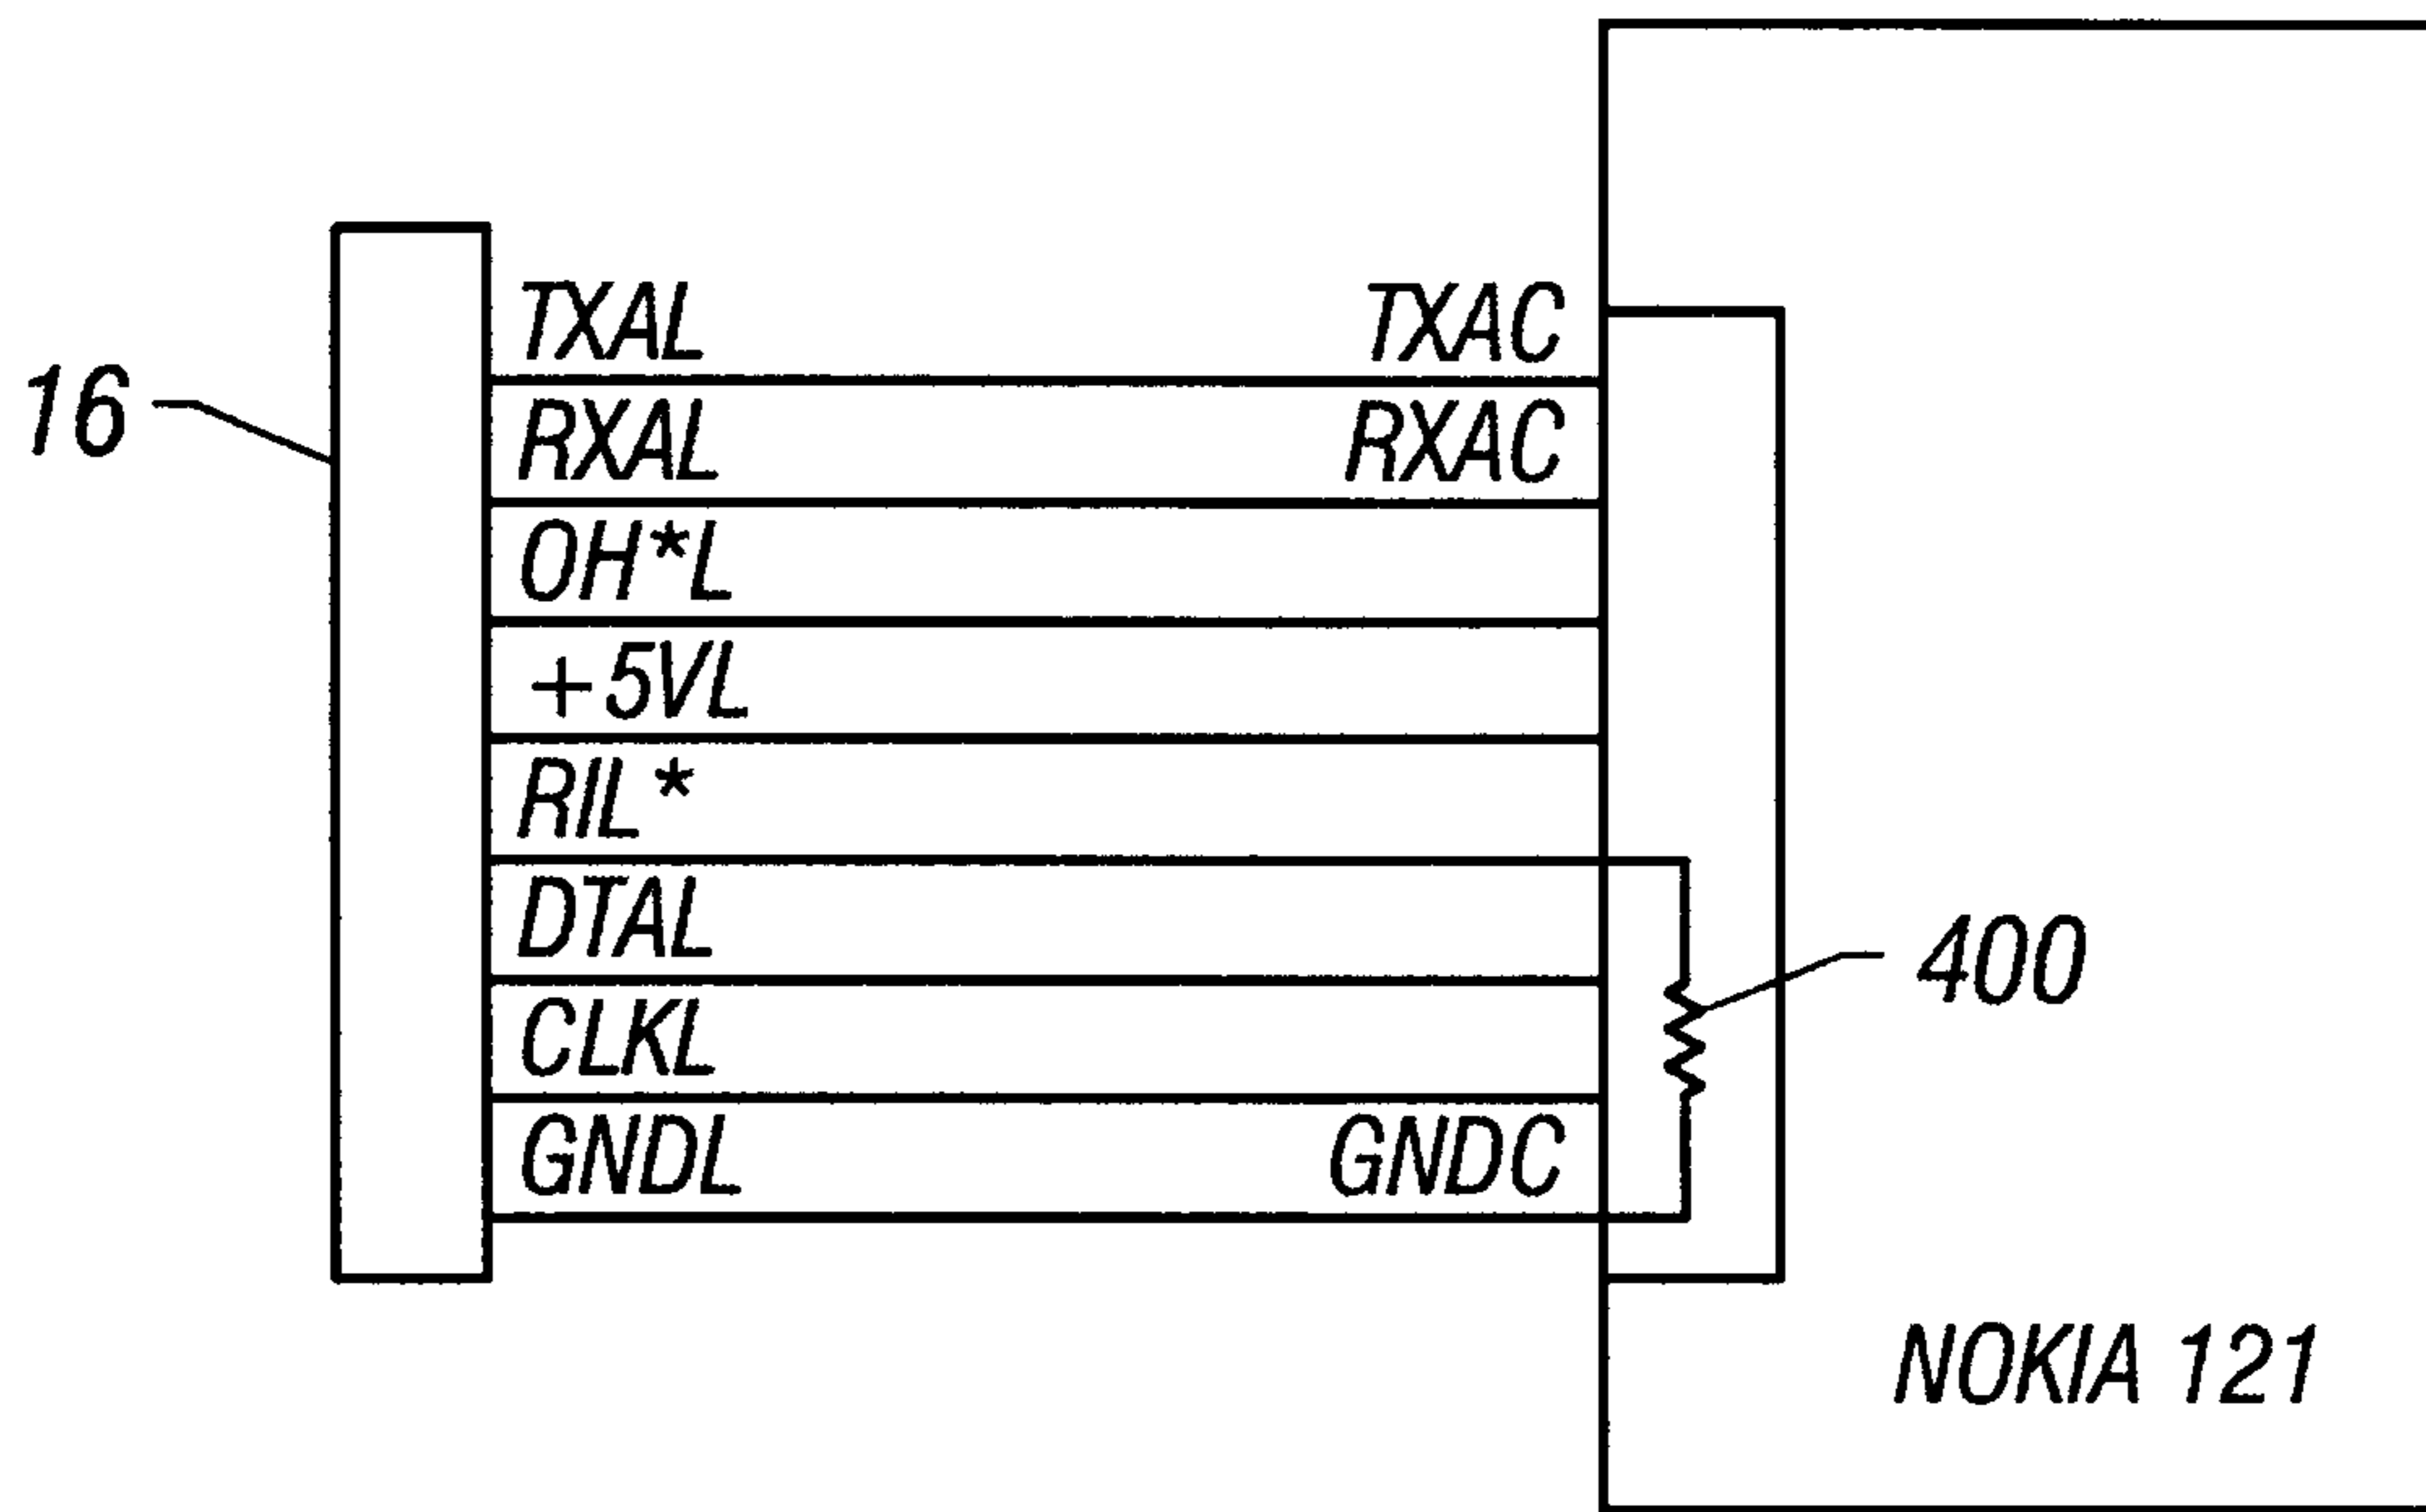 TXAL TXAC
16
RXAL RXAC
OH*L
+5VL
RIL*
DTAL
400
CLKL
GNDL GNDC
NOKIA 121